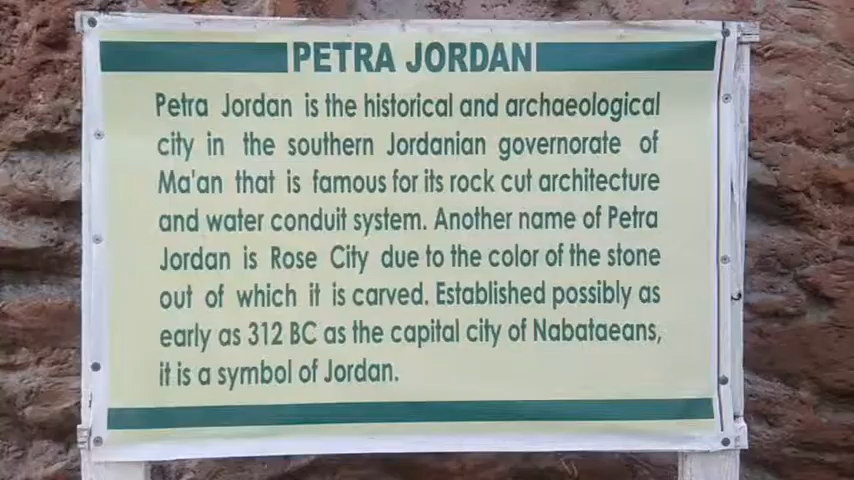 PETRA JORDAN
Petra Jordan is the historical and archaeological
city in the southern Jordanian governorate of
Ma'an that is famous for its rock cut architecture
and water conduit system. Another name of Petra
Jordan is Rose City due to the color of the stone
out of which it is carved. Established possibly as
early as 312 BC as the capital city of Nabataeans,
it is a symbol of Jordan.